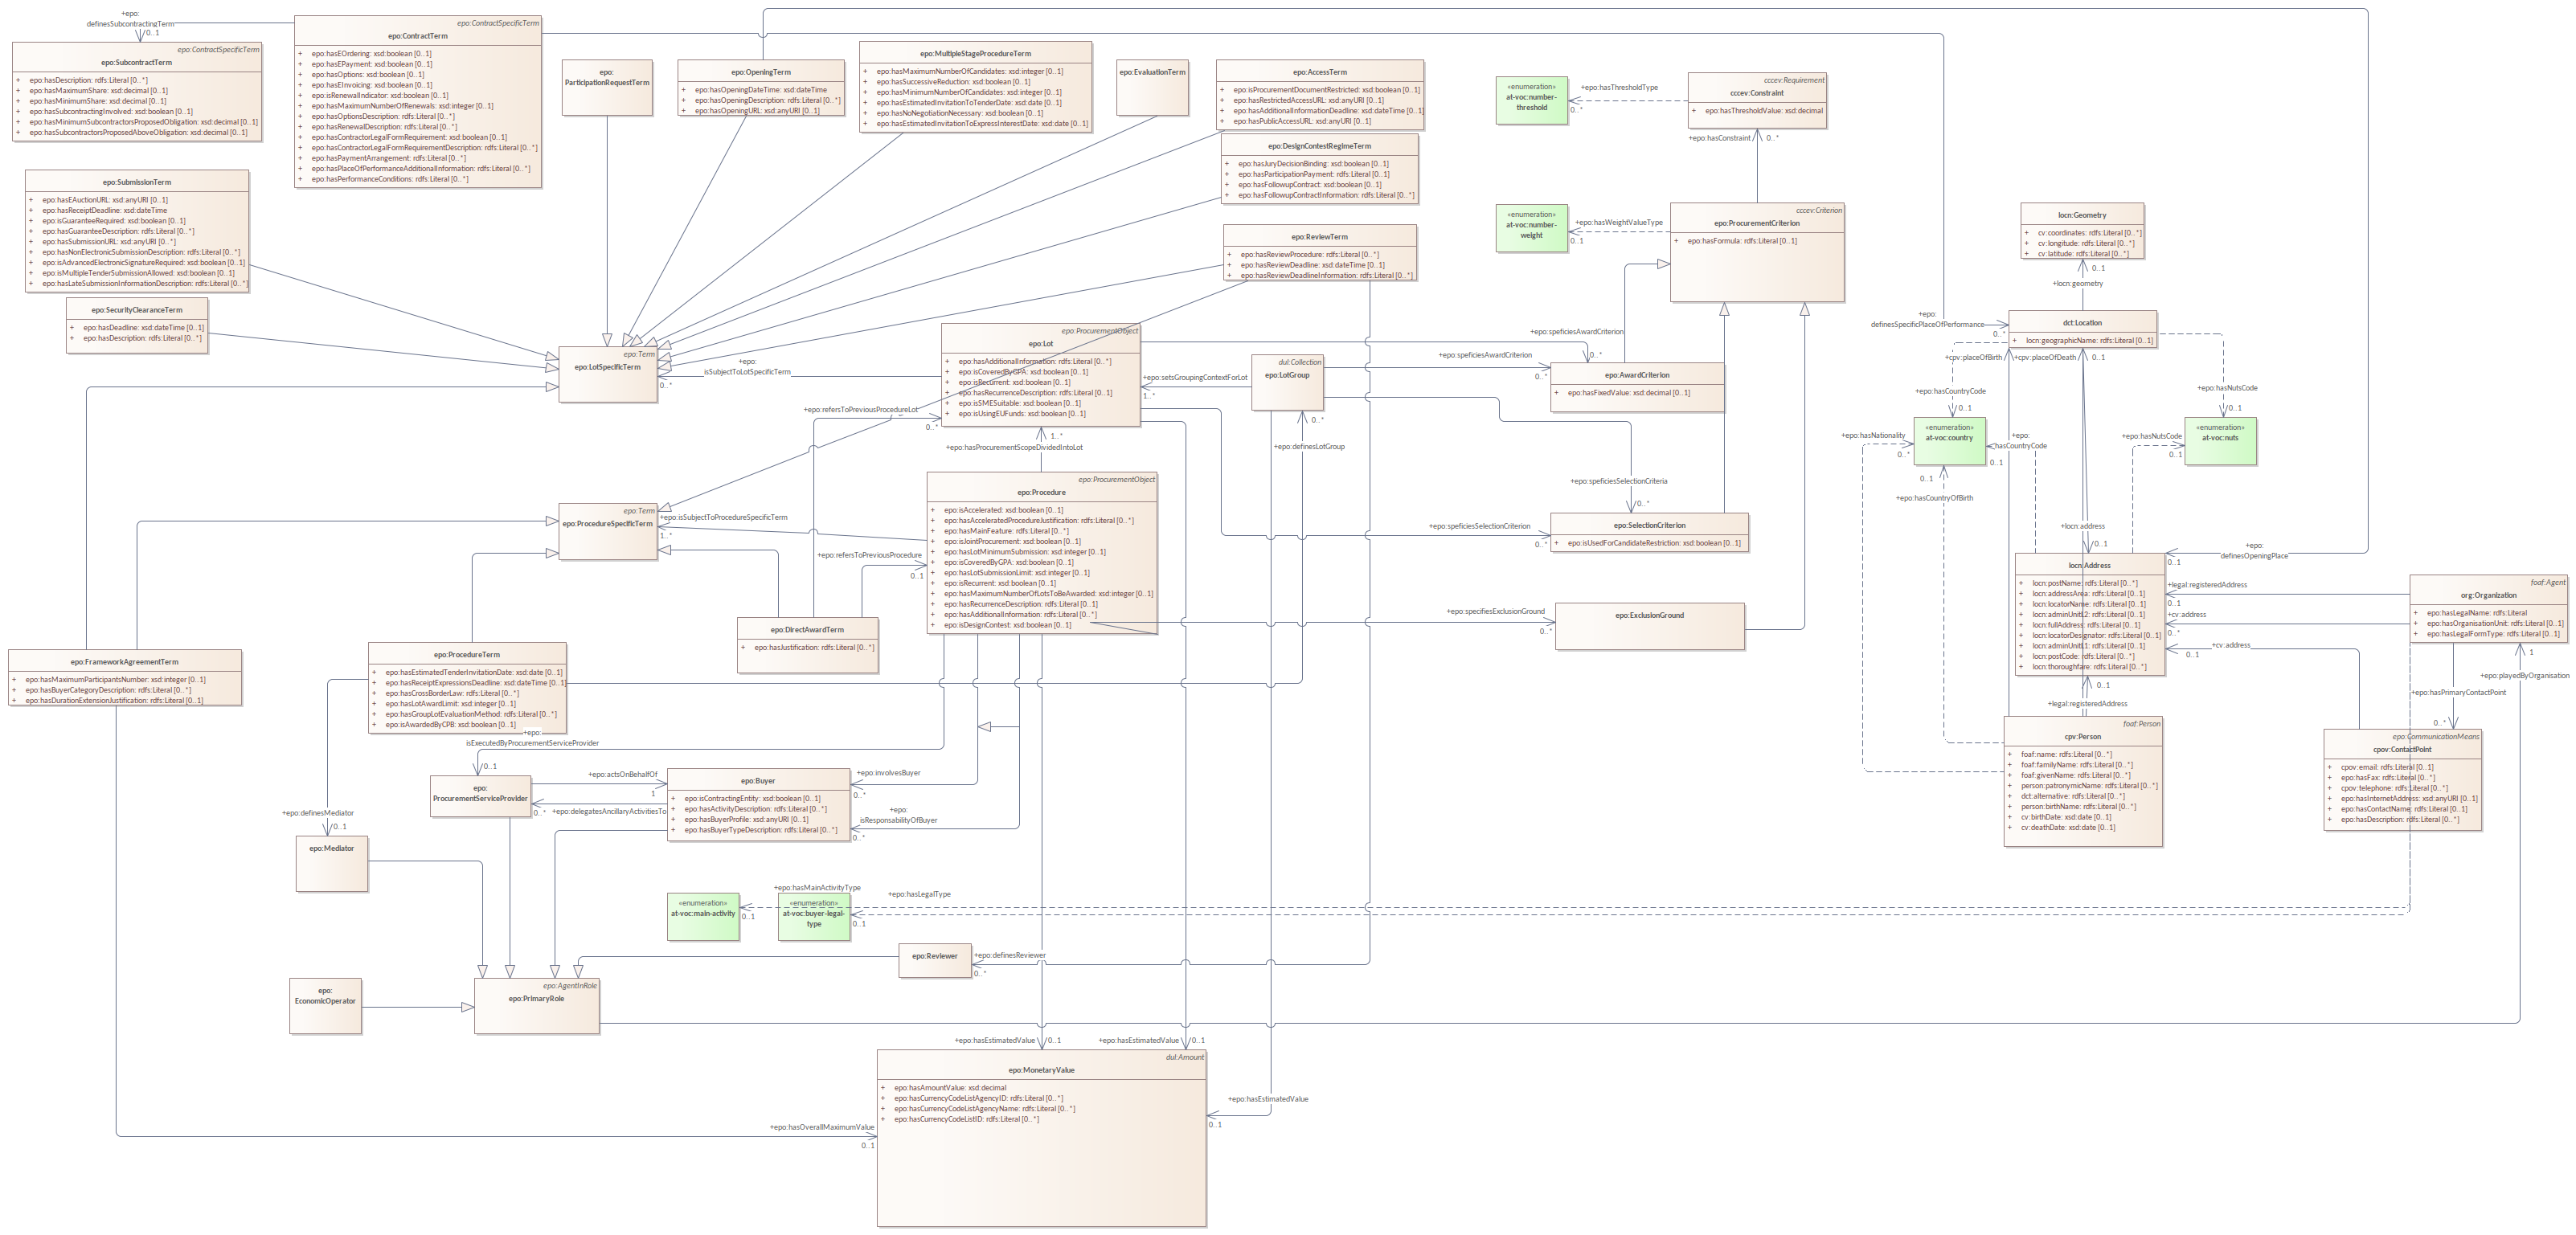 +epo:
definesSubcontractingTerm
0..1
epo:ContractSpecificTerm
epo:SubcontractTerm
+ epo:hasDescription: rdfs:Literal [0..*]
+ epo:hasMaximumShare: xsd:decimal [0..1]
+ epo:hasMinimumShare: xsd:decimal [0..1]
+ epo:hasSubcontractingInvolved: xsd:boolean [0..1]
+ epo:hasMinimumSubcontractorsProposedObligation: xsd:decimal [0..1]
+ epo:hasSubcontractorsProposedAboveObligation: xsd:decimal [0..1]
epo:ContractSpecificTerm
epo:ContractTerm
+ epo:hasEOrdering: xsd:boolean [0..1]
+ epo:hasEPayment: xsd:boolean [0..1]
+ epo:hasOptions: xsd:boolean [0..1]
+ epo:hasEInvoicing: xsd:boolean [0..1]
+ epo:isRenewalIndicator: xsd:boolean [0..1]
+ epo:hasMaximumNumberOfRenewals: xsd:integer [0..1]
+ epo:hasOptionsDescription: rdfs:Literal [0..*]
+ epo:hasRenewalDescription: rdfs:Literal [0..*]
+ epo:hasContractorLegalFormRequirement: xsd:boolean [0..1]
+ epo:hasContractorLegalFormRequirementDescription: rdfs:Literal [0..*]
+ epo:hasPaymentArrangement: rdfs:Literal [0..*]
+ epo:hasPlaceOfPerformanceAdditionalInformation: rdfs:Literal [0..*]
+ epo:hasPerformanceConditions: rdfs:Literal [0..*]
epo:
ParticipationRequestTerm
epo:OpeningTerm
+ epo:hasOpeningDateTime: xsd:dateTime
+ epo:hasOpeningDescription: rdfs:Literal [0..*]
+ epo:hasOpeningURL: xsd:anyURI [0..1]
epo:MultipleStageProcedureTerm
+ epo:hasMaximumNumberOfCandidates: xsd:integer [0..1]
+ epo:hasSuccessiveReduction: xsd:boolean [0..1]
+ epo:hasMinimumNumberOfCandidates: xsd:integer [0..1]
+ epo:hasEstimatedInvitationToTenderDate: xsd:date [0..1]
+ epo:hasNoNegotiationNecessary: xsd:boolean [0..1]
+ epo:hasEstimatedInvitationToExpressInterestDate: xsd:date [0..1]
epo:EvaluationTerm
epo:AccessTerm
+ epo:isProcurementDocumentRestricted: xsd:boolean [0..1]
+ epo:hasRestrictedAccessURL: xsd:anyURI [0..1]
+ epo:hasAdditionalInformationDeadline: xsd:dateTime [0..1]
+ epo:hasPublicAccessURL: xsd:anyURI [0..1]
epo:DesignContestRegimeTerm
+ epo:hasJuryDecisionBinding: xsd:boolean [0..1]
+ epo:hasParticipationPayment: rdfs:Literal [0..1]
+ epo:hasFollowupContract: xsd:boolean [0..1]
+ epo:hasFollowupContractInformation: rdfs:Literal [0..*]
epo:ReviewTerm
+ epo:hasReviewProcedure: rdfs:Literal [0..*]
+ epo:hasReviewDeadline: xsd:dateTime [0..1]
+ epo:hasReviewDeadlineInformation: rdfs:Literal [0..*]
«enumeration»
at-voc:number-
threshold
+epo:hasThresholdType
0..*
cccev:Requirement
cccev:Constraint
+ epo:hasThresholdValue: xsd:decimal
+epo:hasConstraint
0..*
«enumeration»
at-voc:number-
weight
+epo:hasWeightValueType
0..1
cccev:Criterion
epo:ProcurementCriterion
+ epo:hasFormula: rdfs:Literal [0..1]
locn:Geometry
+ cv:coordinates: rdfs:Literal [0..*]
+ cv:longitude: rdfs:Literal [0..*]
+ cv:latitude: rdfs:Literal [0..*]
0..1
+locn:geometry
epo:SubmissionTerm
+ epo:hasEAuctionURL: xsd:anyURI [0..1]
+ epo:hasReceiptDeadline: xsd:dateTime
+ epo:isGuaranteeRequired: xsd:boolean [0..1]
+ epo:hasGuaranteeDescription: rdfs:Literal [0..*]
+ epo:hasSubmissionURL: xsd:anyURI [0..*]
+ epo:hasNonElectronicSubmissionDescription: rdfs:Literal [0..*]
+ epo:isAdvancedElectronicSignatureRequired: xsd:boolean [0..1]
+ epo:isMultipleTenderSubmissionAllowed: xsd:boolean [0..1]
+ epo:hasLateSubmissionInformationDescription: rdfs:Literal [0..*]
epo:SecurityClearanceTerm
+ epo:hasDeadline: xsd:dateTime [0..1]
+ epo:hasDescription: rdfs:Literal [0..*]
epo:Term
epo:LotSpecificTerm
0..*
+epo:
isSubjectToLotSpecificTerm
epo:ProcurementObject
epo:Lot
+ epo:hasAdditionalInformation: rdfs:Literal [0..*]
+ epo:isCoveredByGPA: xsd:boolean [0..1]
+ epo:isRecurrent: xsd:boolean [0..1]
+ epo:hasRecurrenceDescription: rdfs:Literal [0..1]
+ epo:isSMESuitable: xsd:boolean [0..1]
+ epo:isUsingEUFunds: xsd:boolean [0..1]
+epo:setsGroupingContextForLot
1..*
dul:Collection
epo:LotGroup
0..*
+epo:definesLotGroup
+epo:speficiesAwardCriterion
0..*
+epo:speficiesAwardCriterion
0..*
epo:AwardCriterion
+ epo:hasFixedValue: xsd:decimal [0..1]
+epo:
definesSpecificPlaceOfPerformance
0..*
dct:Location
+ locn:geographicName: rdfs:Literal [0..1]
+cpv:placeOfBirth
+cpv:placeOfDeath
0..1
+epo:hasCountryCode
0..1
+epo:hasNutsCode
0..1
+epo:refersToPreviousProcedureLot
0..*
1..*
+epo:hasProcurementScopeDividedIntoLot
+epo:hasNationality
0..*
«enumeration»
at-voc:country
+epo:
hasCountryCode
0..1
+epo:hasNutsCode
0..1
«enumeration»
at-voc:nuts
0..1
+epo:hasCountryOfBirth
epo:ProcurementObject
epo:Procedure
+ epo:isAccelerated: xsd:boolean [0..1]
+ epo:hasAcceleratedProcedureJustification: rdfs:Literal [0..*]
+ epo:hasMainFeature: rdfs:Literal [0..*]
+ epo:isJointProcurement: xsd:boolean [0..1]
+ epo:hasLotMinimumSubmission: xsd:integer [0..1]
+ epo:isCoveredByGPA: xsd:boolean [0..1]
+ epo:hasLotSubmissionLimit: xsd:integer [0..1]
+ epo:isRecurrent: xsd:boolean [0..1]
+ epo:hasMaximumNumberOfLotsToBeAwarded: xsd:integer [0..1]
+ epo:hasRecurrenceDescription: rdfs:Literal [0..1]
+ epo:hasAdditionalInformation: rdfs:Literal [0..*]
+ epo:isDesignContest: xsd:boolean [0..1]
epo:Term
epo:ProcedureSpecificTerm
+epo:isSubjectToProcedureSpecificTerm
1..*
+epo:refersToPreviousProcedure
0..1
+epo:speficiesSelectionCriteria
0..*
+epo:speficiesSelectionCriterion
0..*
epo:SelectionCriterion
+ epo:isUsedForCandidateRestriction: xsd:boolean [0..1]
+locn:address
0..1
+epo:
definesOpeningPlace
0..1
locn:Address
+ locn:postName: rdfs:Literal [0..*]
+ locn:addressArea: rdfs:Literal [0..1]
+ locn:locatorName: rdfs:Literal [0..1]
+ locn:adminUnitL2: rdfs:Literal [0..1]
+ locn:fullAddress: rdfs:Literal [0..1]
+ locn:locatorDesignator: rdfs:Literal [0..1]
+ locn:adminUnitL1: rdfs:Literal [0..1]
+ locn:postCode: rdfs:Literal [0..*]
+ locn:thoroughfare: rdfs:Literal [0..*]
+legal:registeredAddress
0..1
+cv:address
0..*
+cv:address
0..1
foaf:Agent
org:Organization
+ epo:hasLegalName: rdfs:Literal
+ epo:hasOrganisationUnit: rdfs:Literal [0..1]
+ epo:hasLegalFormType: rdfs:Literal [0..1]
1
+epo:playedByOrganisation
+epo:hasPrimaryContactPoint
0..*
+epo:specifiesExclusionGround
0..*
epo:ExclusionGround
epo:DirectAwardTerm
+ epo:hasJustification: rdfs:Literal [0..*]
epo:FrameworkAgreementTerm
+ epo:hasMaximumParticipantsNumber: xsd:integer [0..1]
+ epo:hasBuyerCategoryDescription: rdfs:Literal [0..*]
+ epo:hasDurationExtensionJustification: rdfs:Literal [0..1]
epo:ProcedureTerm
+ epo:hasEstimatedTenderInvitationDate: xsd:date [0..1]
+ epo:hasReceiptExpressionsDeadline: xsd:dateTime [0..1]
+ epo:hasCrossBorderLaw: rdfs:Literal [0..*]
+ epo:hasLotAwardLimit: xsd:integer [0..1]
+ epo:hasGroupLotEvaluationMethod: rdfs:Literal [0..*]
+ epo:isAwardedByCPB: xsd:boolean [0..1]
+epo:
isExecutedByProcurementServiceProvider
0..1
0..1
+legal:registeredAddress
foaf:Person
cpv:Person
+ foaf:name: rdfs:Literal [0..*]
+ foaf:familyName: rdfs:Literal [0..*]
+ foaf:givenName: rdfs:Literal [0..*]
+ person:patronymicName: rdfs:Literal [0..*]
+ dct:alternative: rdfs:Literal [0..*]
+ person:birthName: rdfs:Literal [0..*]
+ cv:birthDate: xsd:date [0..1]
+ cv:deathDate: xsd:date [0..1]
epo:CommunicationMeans
cpov:ContactPoint
+ cpov:email: rdfs:Literal [0..1]
+ epo:hasFax: rdfs:Literal [0..*]
+ cpov:telephone: rdfs:Literal [0..*]
+ epo:hasInternetAddress: xsd:anyURI [0..1]
+ epo:hasContactName: rdfs:Literal [0..1]
+ epo:hasDescription: rdfs:Literal [0..*]
epo:
ProcurementServiceProvider
+epo:actsOnBehalfOf
1
0..*
+epo:delegatesAncillaryActivitiesTo
epo:Buyer
+ epo:isContractingEntity: xsd:boolean [0..1]
+ epo:hasActivityDescription: rdfs:Literal [0..*]
+ epo:hasBuyerProfile: xsd:anyURI [0..1]
+ epo:hasBuyerTypeDescription: rdfs:Literal [0..*]
+epo:involvesBuyer
0..*
+epo:
isResponsabilityOfBuyer
0..*
+epo:definesMediator
0..1
epo:Mediator
+epo:hasMainActivityType
+epo:hasLegalType
«enumeration»
at-voc:main-activity
0..1
«enumeration»
at-voc:buyer-legal-
type
0..1
epo:Reviewer
+epo:definesReviewer
0..*
epo:
EconomicOperator
epo:AgentInRole
epo:PrimaryRole
+epo:hasEstimatedValue
0..1
+epo:hasEstimatedValue
0..1
dul:Amount
epo:MonetaryValue
+ epo:hasAmountValue: xsd:decimal
+ epo:hasCurrencyCodeListAgencyID: rdfs:Literal [0..*]
+ epo:hasCurrencyCodeListAgencyName: rdfs:Literal [0..*]
+ epo:hasCurrencyCodeListID: rdfs:Literal [0..*]
+epo:hasEstimatedValue
0..1
+epo:hasOverallMaximumValue
0..1